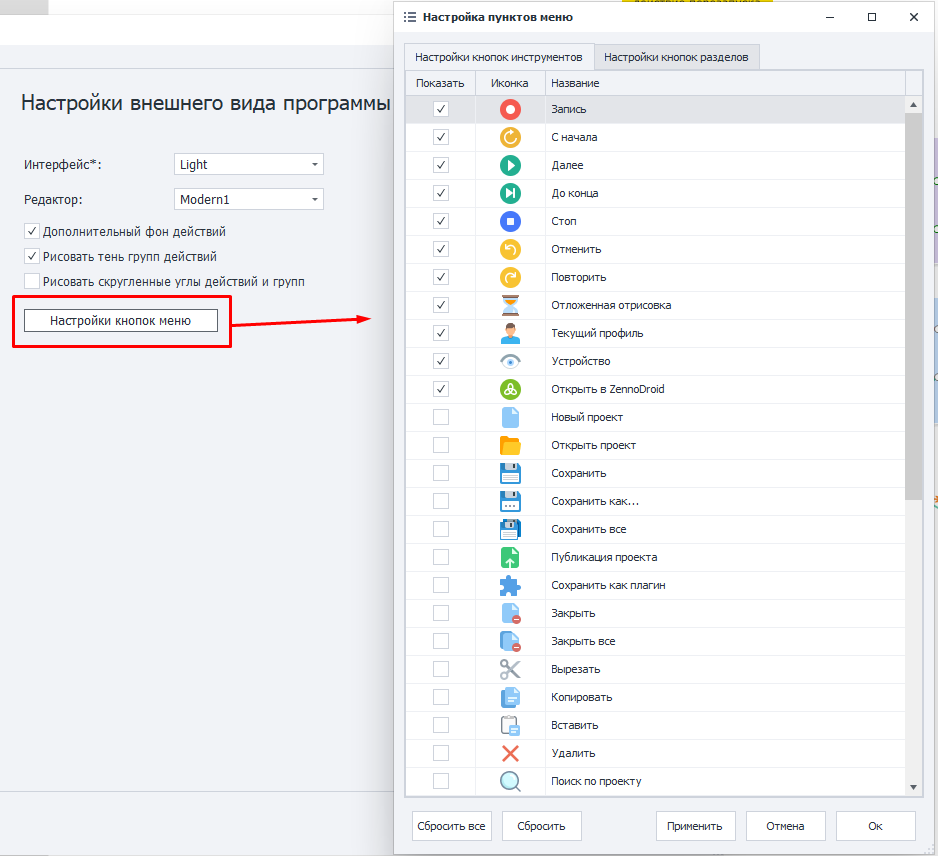 Настройка пунктов меню
Настройки кнопок инструментов
Настройки кнопок разделов
Настройки внешнего вида программы
Интерфейс*:
Light
Редактор:
Modern1
Дополнительный фон действий
Рисовать тень групп действий
Рисовать скругленные углы действий и групп
Настройки кнопок меню
Показать
Иконка
Название
Запись
С начала
Далее
До конца
Стоп
Отменить
Повторить
Отложенная отрисовка
Текущий профиль
Устройство
Открыть в ZennoDroid
Новый проект
Открыть проект
Сохранить
Сохранить как...
Сохранить все
Публикация проекта
Сохранить как плагин
Закрыть
Закрыть все
Вырезать
Копировать
Вставить
Удалить
Поиск по проекту
Сбросить все
Сбросить
Применить
Отмена
Ок